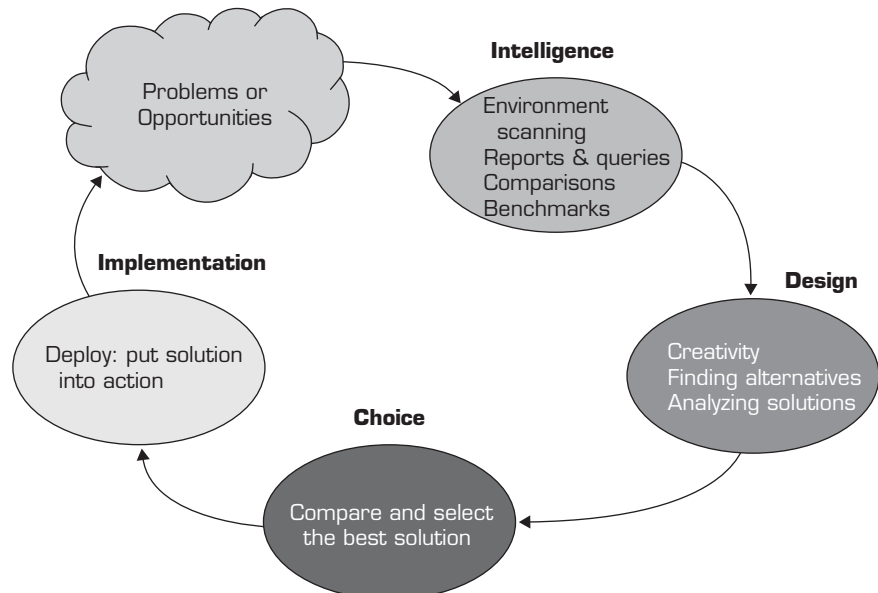 Problems or
Opportunities
Intelligence
Environment
scanning
Reports & queries
Comparisons
Benchmarks
Design
Creativity
Finding alternatives
Analyzing solutions
Choice
Compare and select
the best solution
Implementation
Deploy: put solution
into action